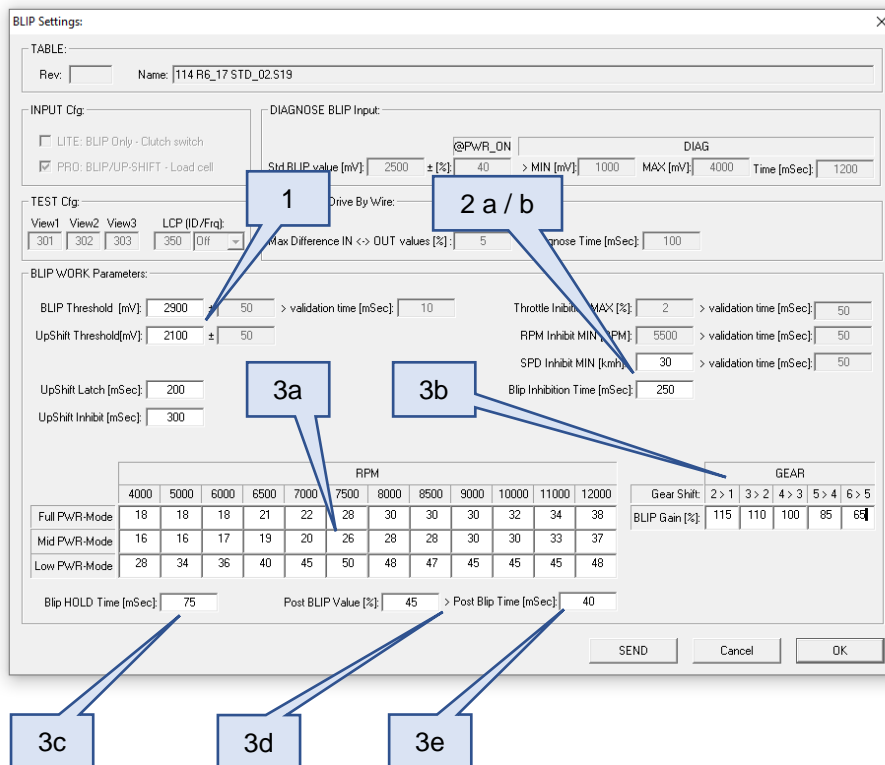 BLIP Settings:
TABLE:
Rev: Name: 114 R6_17 STD_02.S19
INPUT Cfg:
LITE: BLIP Only - Clutch switch
PRO: BLIP/UP-SHIFT - Load cell
DIAGNOSE BLIP Input:
@PWR_ON DIAG
Std BLIP value [mV]: 2500 ± [%]: 40 > MIN [mV]: 1000 MAX [mV]: 4000 Time [mSec]: 1200
TEST Cfg:
View1 View2 View3 LCP (ID/Frq):
301 302 303 350 Off
Drive By Wire:
Max Difference IN <-> OUT values [%] : 5 Time [mSec]: 100
1
2 a / b
BLIP WORK Parameters:
BLIP Threshold [mV]: 2900 ± 50 > validation time [mSec]: 10
UpShift Threshold[mV]: 2100 ± 50
UpShift Latch [mSec]: 200
UpShift Inhibit [mSec]: 300
Throttle MAX [%]: 2 > validation time [mSec]: 50
RPM Inhibit MIN 5500 > validation time [mSec]: 50
SPD Inhibit MIN [kmh]: 30 > validation time [mSec]: 50
Blip Inhibition Time [mSec]: 250
3a
3b
RPM
4000 5000 6000 6500 7000 7500 8000 8500 9000 10000 11000 12000
Full PWR-Mode 18 18 18 21 22 28 30 30 30 32 34 38
Mid PWR-Mode 16 16 17 19 20 26 28 28 30 30 33 37
Low PWR-Mode 28 34 36 40 45 50 48 47 45 45 45 48
GEAR
Gear Shift: 2 > 1 3 > 2 4 > 3 5 > 4 6 > 5
BLIP Gain [%]: 115 110 100 85 65
Blip HOLD Time [mSec]: 75 Post BLIP Value [%]: 45 > Post Blip Time [mSec]: 40
SEND Cancel OK
3c
3d
3e